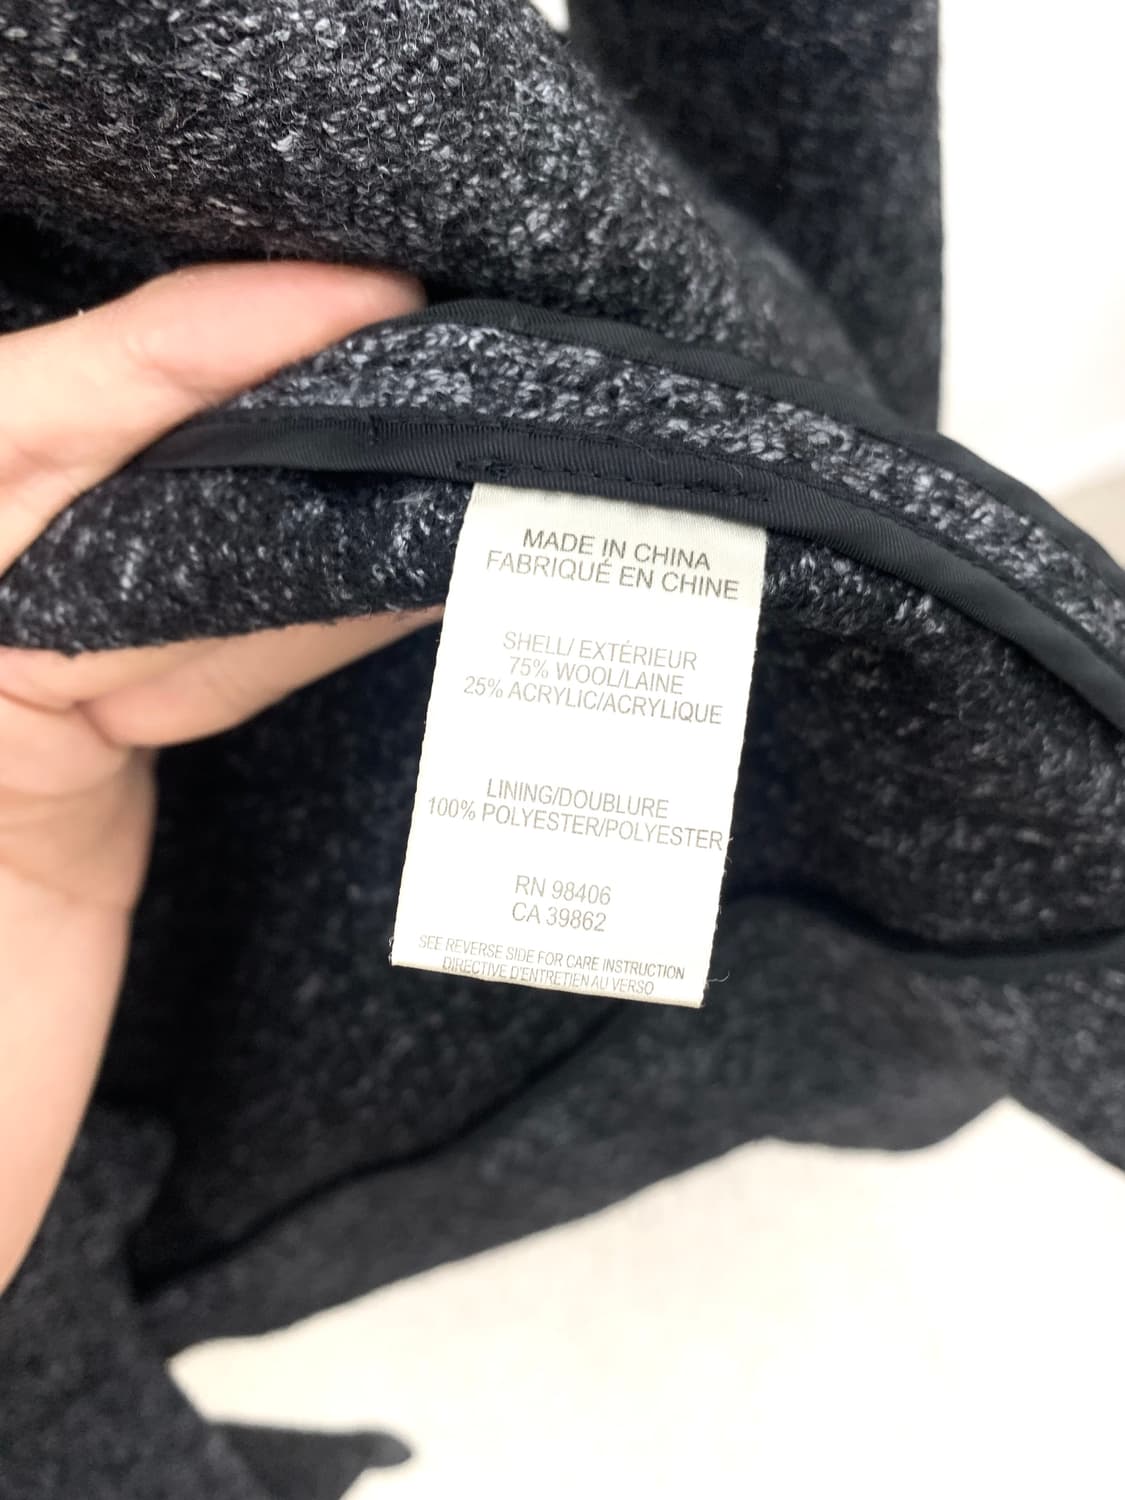 MADE IN CHINA
FABRIQUÉ EN CHINE
SHELL/ EXTÉRIEUR
75% WOOL/LAINE
25% ACRYLIC/ACRYLIQUE
LINING/DOUBLURE
100% POLYESTER/POLYESTER
RN 98406
CA 39862
SEE REVERSE SIDE FOR CARE INSTRUCTION
DIRECTIVE D'ENTRETIEN AU VERSO